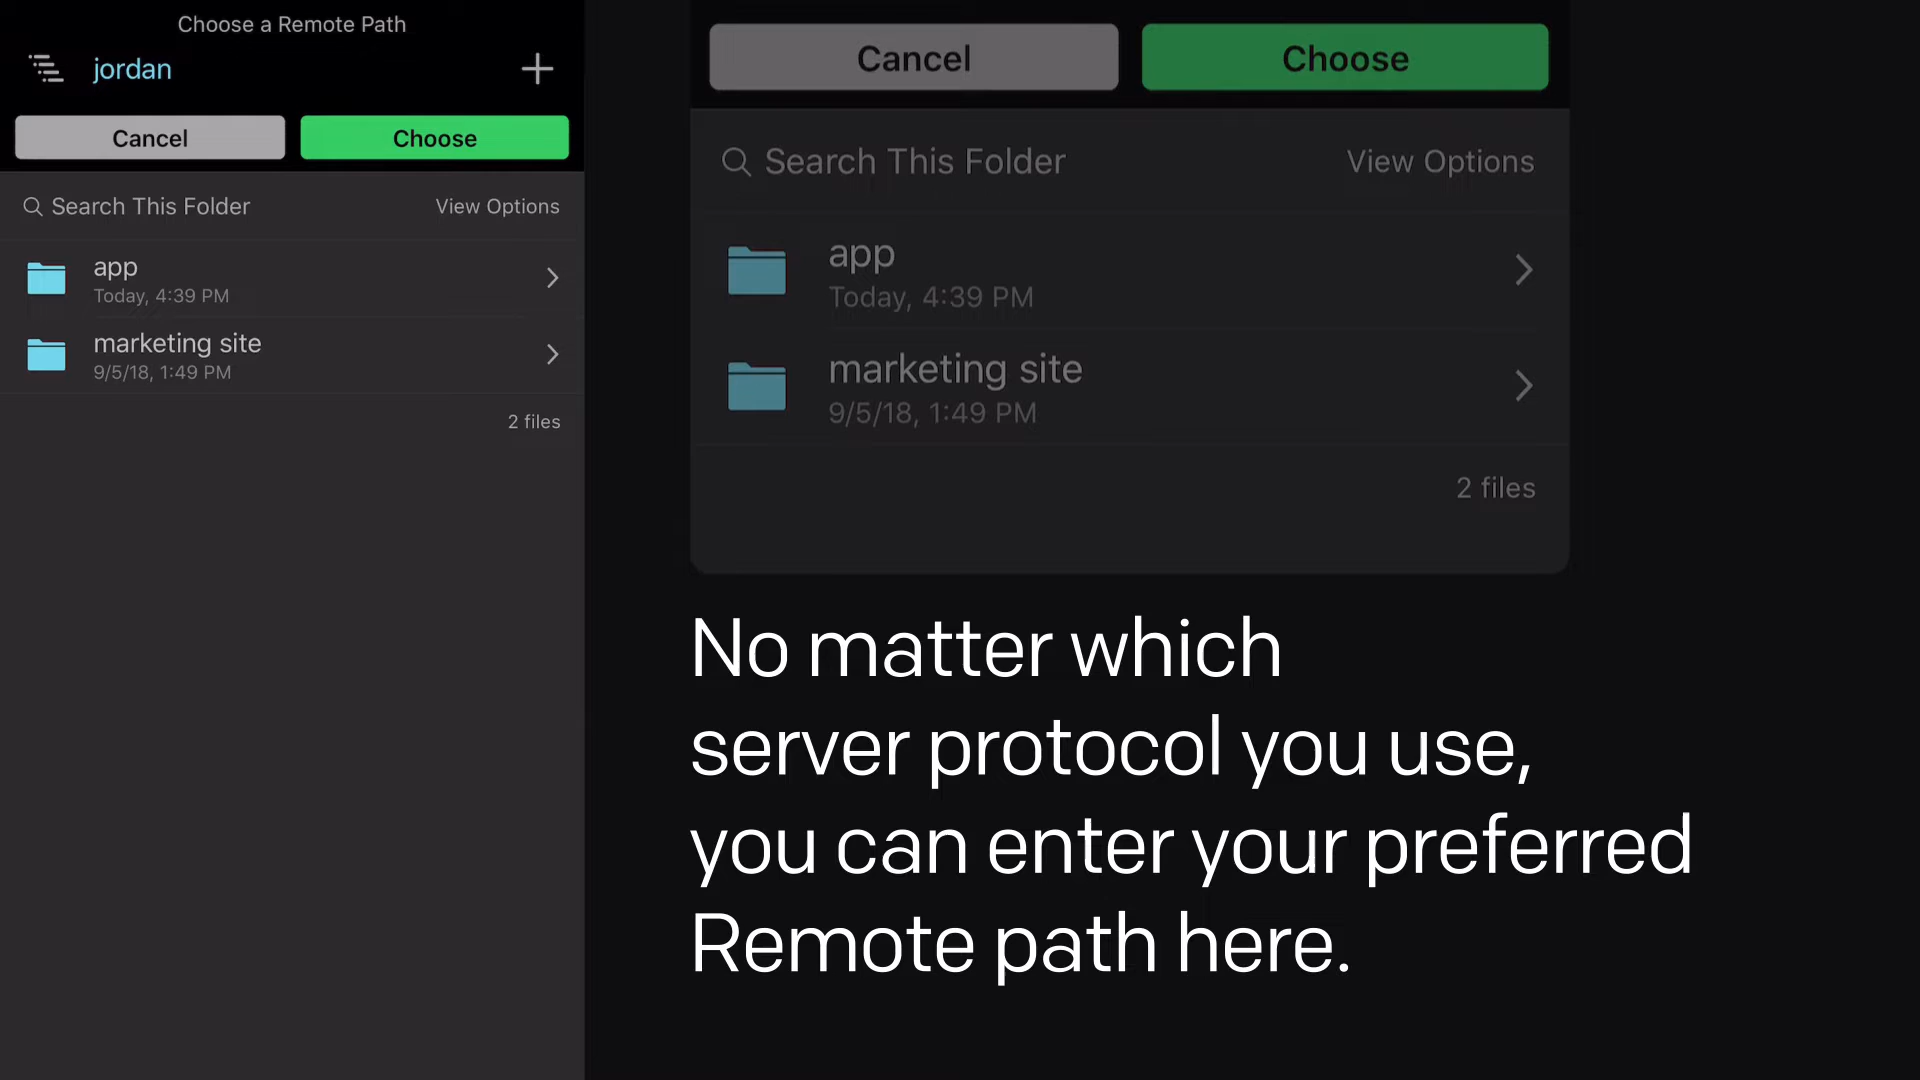 Choose a Remote Path
jordan
Cancel
Choose
Search This Folder
View Options
app
Today, 4:39 PM
marketing site
9/5/18, 1:49 PM
2 files
Cancel
Choose
Search This Folder
View Options
app
Today, 4:39 PM
marketing site
9/5/18, 1:49 PM
2 files
No matter which
server protocol you use,
you can enter your preferred
Remote path here.